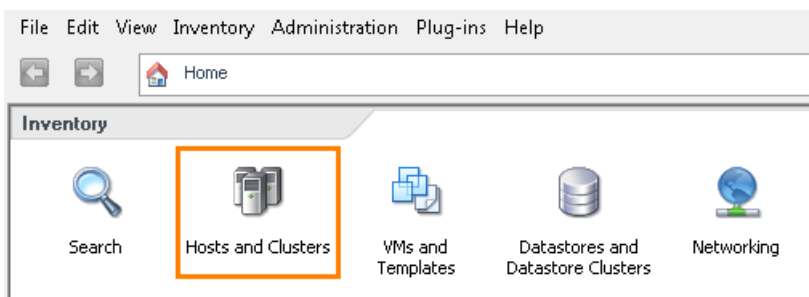 File Edit View Inventory Administration Plug-ins Help
Home
Inventory
Search
Hosts and Clusters
VMs and
Templates
Datastores and
Datastore Clusters
Networking